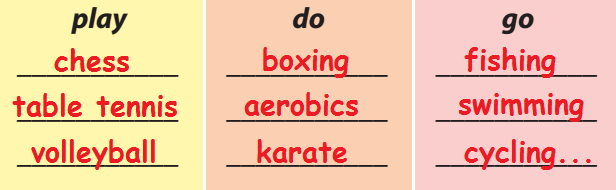 play do go
chess boxing fishing
table tennis aerobics swimming
volleyball karate cycling...